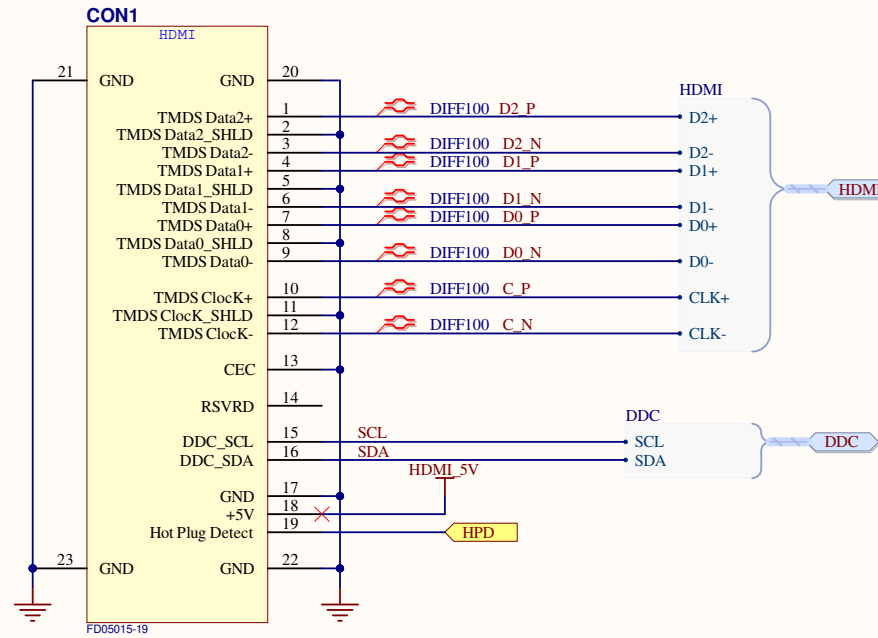 CON1
HDMI
21 GND GND 20
HDMI
TMDS Data2+ 1 DIFF100 D2_P D2+
TMDS Data2_SHLD 2
TMDS Data2- 3 DIFF100 D2_N D2-
TMDS Data1+ 4 DIFF100 D1_P D1+
TMDS Data1_SHLD 5
HDMI
TMDS Data1- 6 DIFF100 D1_N D1-
TMDS Data0+ 7 DIFF100 D0_P D0+
TMDS Data0_SHLD 8
TMDS Data0- 9 DIFF100 D0_N D0-
TMDS ClocK+ 10 DIFF100 C_P CLK+
TMDS ClocK_SHLD 11
TMDS ClocK- 12 DIFF100 C_N CLK-
CEC 13
RSVRD 14
DDC
DDC_SCL 15 SCL SCL DDC
DDC_SDA 16 SDA SDA
HDMI_5V
GND 17
+5V 18
Hot Plug Detect 19 HPD
23 GND GND 22
FD05015-19